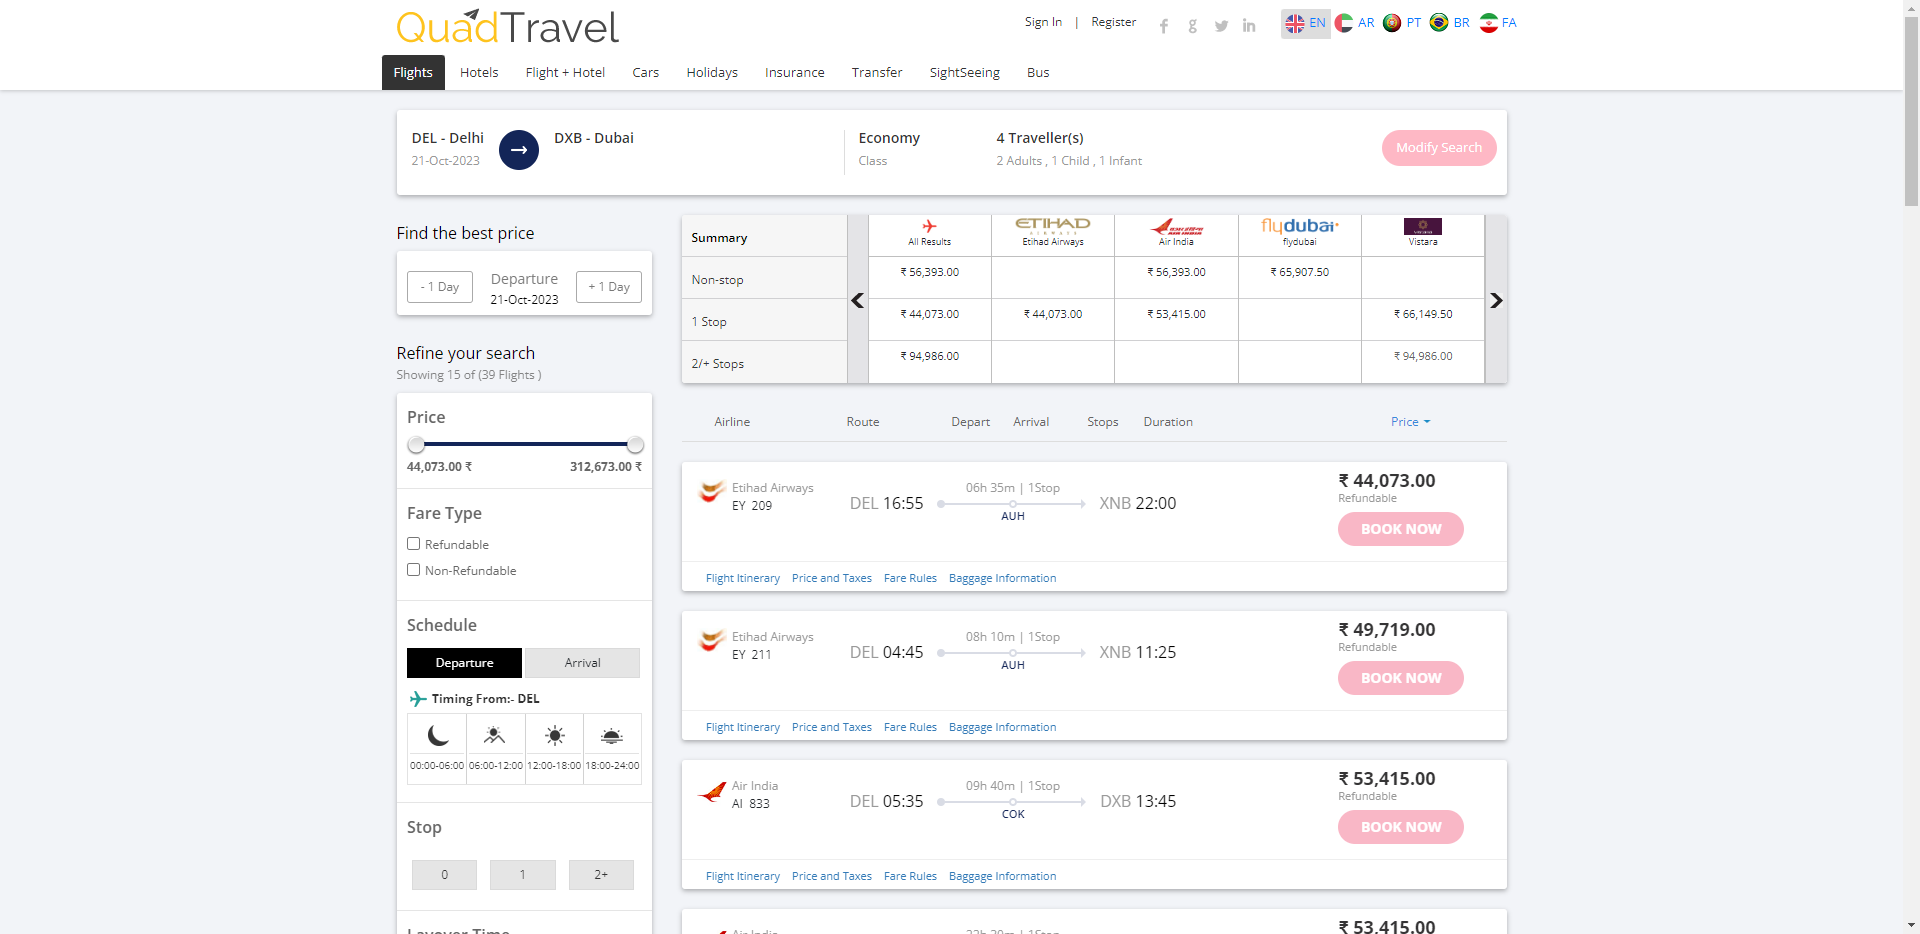 QuadTravel
Sign In | Register
EN AR PT BR FA
Flights Hotels Flight + Hotel Cars Holidays Insurance Transfer SightSeeing Bus
DEL - Delhi
21-Oct-2023
DXB - Dubai
Economy
Class
4 Traveller(s)
2 Adults , 1 Child , 1 Infant
Modify Search
Find the best price
- 1 Day
Departure
21-Oct-2023
+ 1 Day
Refine your search
Showing 15 of (39 Flights )
Price
44,073.00 ₹ 312,673.00 ₹
Fare Type
Refundable
Non-Refundable
Schedule
Departure Arrival
Timing From:- DEL
00:00-06:00 06:00-12:00 12:00-18:00 18:00-24:00
Stop
0 1 2+
Layover Time
Summary
All Results
ETIHAD
AIRWAYS
Etihad Airways
AIR INDIA
Air India
flydubai
flydubai
VISTARA
Vistara
Non-stop ₹ 56,393.00 ₹ 56,393.00 ₹ 65,907.50
1 Stop ₹ 44,073.00 ₹ 44,073.00 ₹ 53,415.00 ₹ 66,149.50
2/+ Stops ₹ 94,986.00 ₹ 94,986.00
Airline Route Depart Arrival Stops Duration Price
Etihad Airways
EY 209
DEL 16:55
06h 35m | 1Stop
AUH
XNB 22:00
₹ 44,073.00
Refundable
BOOK NOW
Flight Itinerary Price and Taxes Fare Rules Baggage Information
Etihad Airways
EY 211
DEL 04:45
08h 10m | 1Stop
AUH
XNB 11:25
₹ 49,719.00
Refundable
BOOK NOW
Flight Itinerary Price and Taxes Fare Rules Baggage Information
Air India
AI 833
DEL 05:35
09h 40m | 1Stop
COK
DXB 13:45
₹ 53,415.00
Refundable
BOOK NOW
Flight Itinerary Price and Taxes Fare Rules Baggage Information
Air India
₹ 53,415.00